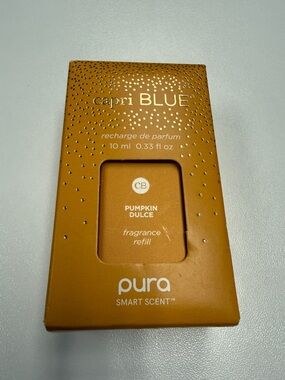 capri BLUE
recharge de parfum
10 ml 0.33 fl oz
CB
PUMPKIN
DULCE
fragrance
refill
pura
SMART SCENT™